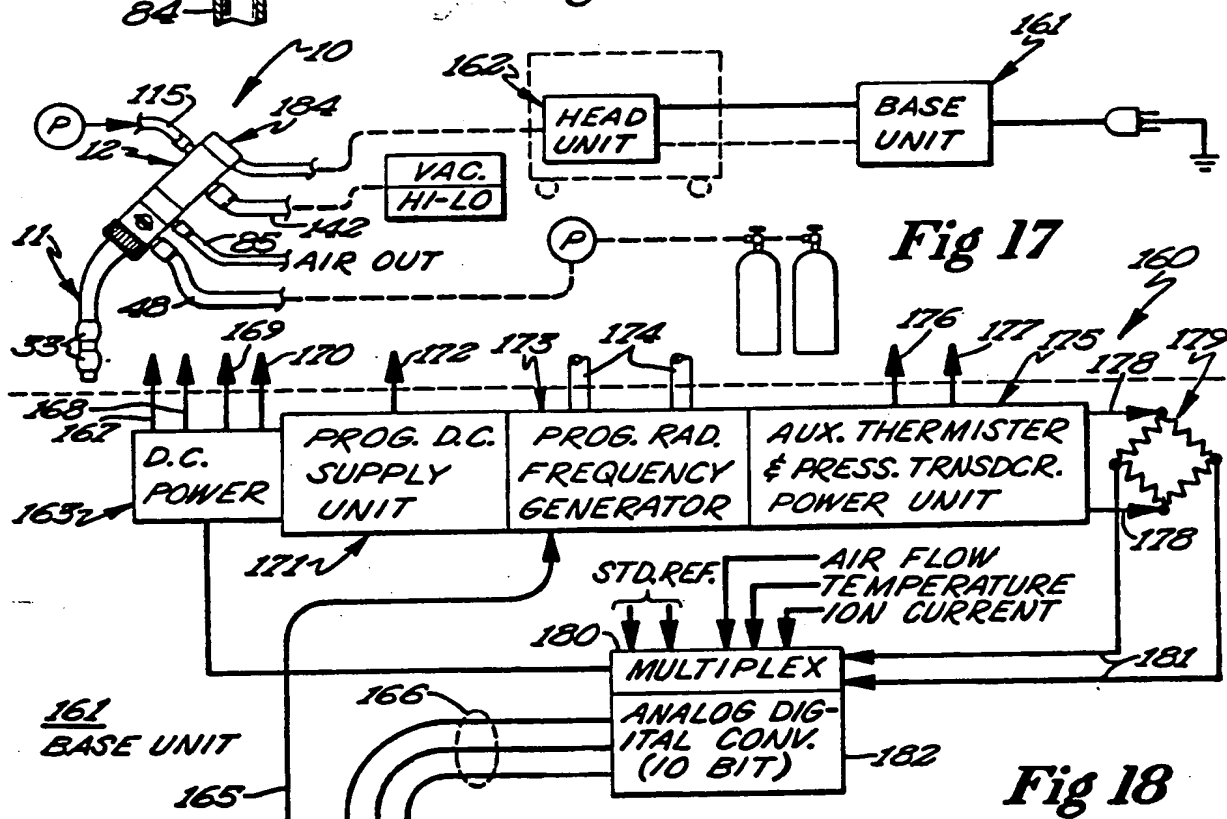 84
10
115
184
P
12
162
HEAD
UNIT
161
BASE
UNIT
VAC.
HI-LO
142
11
85
AIR OUT
48
P
Fig 17
33
160
167
168
169
170
172
173
174
176
177
175
178
179
D.C.
POWER
163
PROG. D.C.
SUPPLY
UNIT
171
PROG. RAD.
FREQUENCY
GENERATOR
AUX. THERMISTER
& PRESS. TRNSDCR.
POWER UNIT
178
STD. REF.
AIR FLOW
TEMPERATURE
ION CURRENT
180
MULTIPLEX
181
ANALOG DIG-
ITAL CONV.
(10 BIT)
182
166
161
BASE UNIT
165
Fig 18